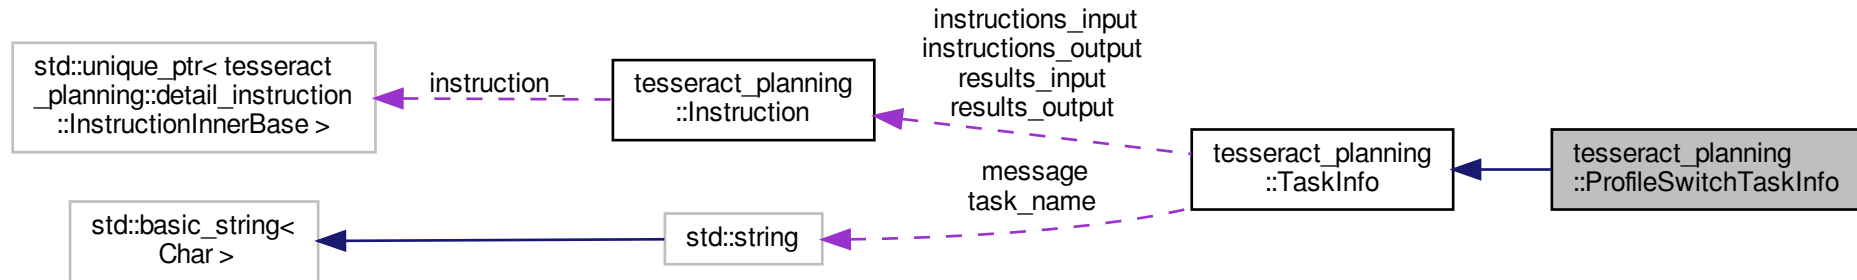 std::unique_ptr< tesseract
_planning::detail_instruction
::InstructionInnerBase >
instruction_
tesseract_planning
::Instruction
instructions_input
instructions_output
results_input
results_output
std::basic_string<
Char >
std::string
message
task_name
tesseract_planning
::TaskInfo
tesseract_planning
::ProfileSwitchTaskInfo